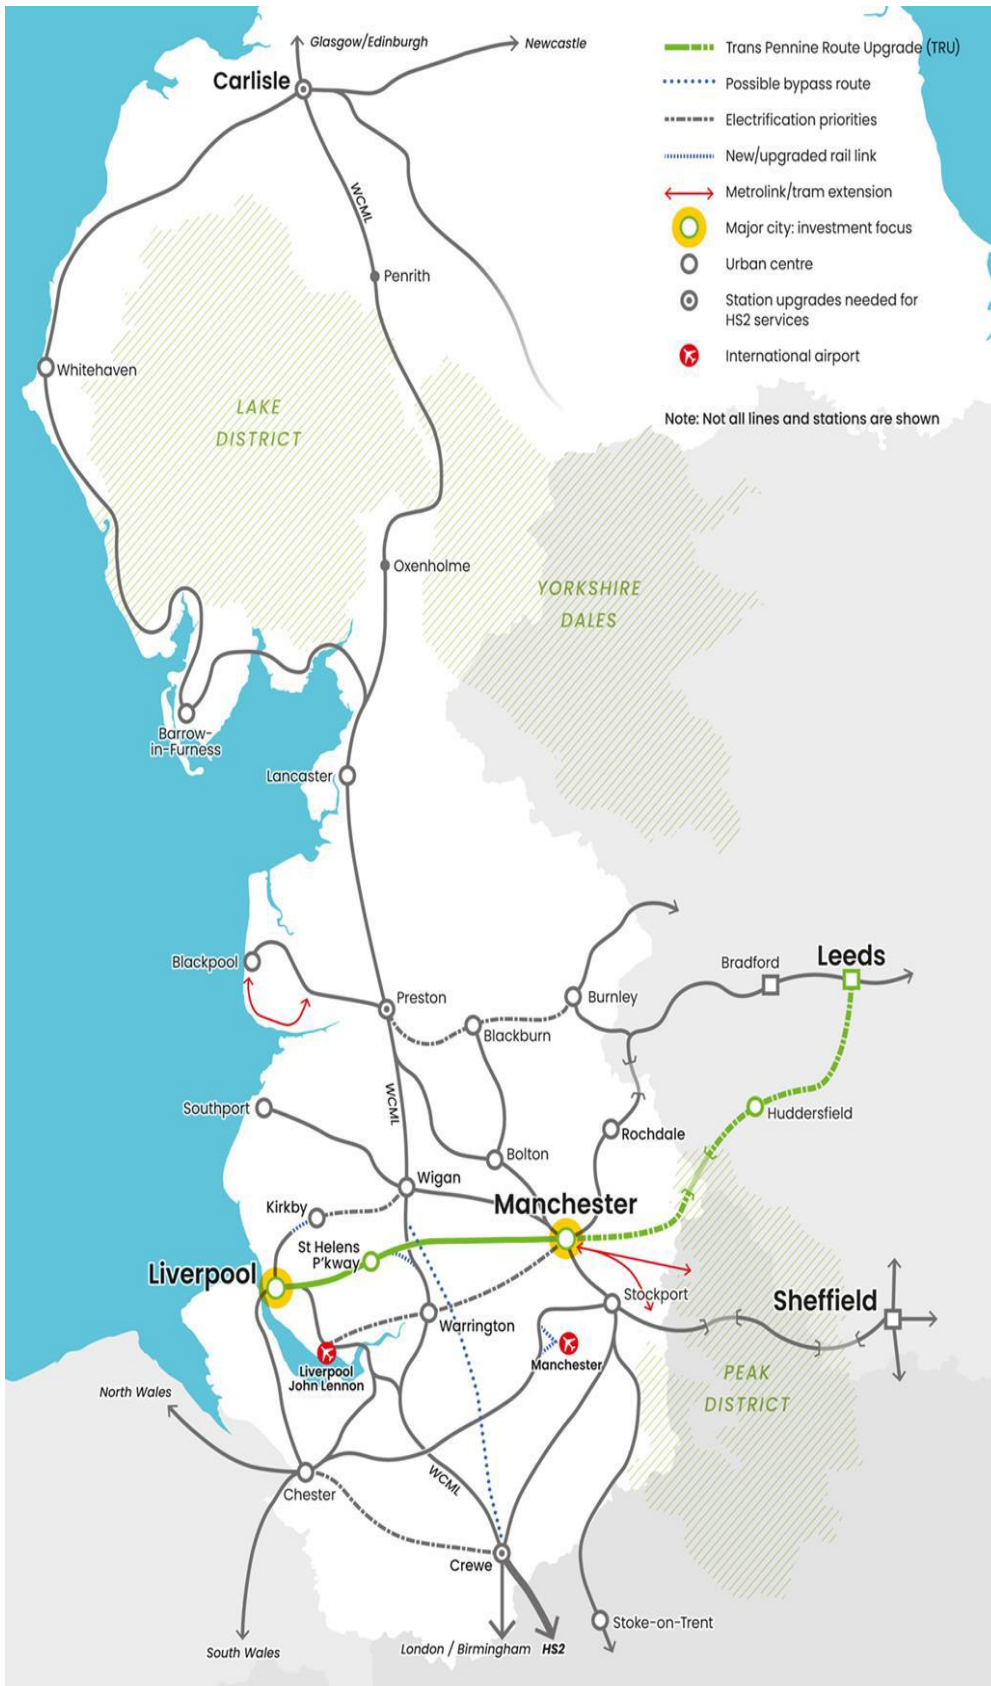 Glasgow/Edinburgh
Newcastle
Carlisle
WCML
Penrith
Whitehaven
LAKE
DISTRICT
Oxenholme
YORKSHIRE
DALES
Barrow-
in-Furness
Lancaster
Trans Pennine Route Upgrade (TRU)
Possible bypass route
Electrification priorities
New/upgraded rail link
Metrolink/tram extension
Major city: investment focus
Urban centre
Station upgrades needed for
HS2 services
International airport
Note: Not all lines and stations are shown
Blackpool
Preston
Burnley
Blackburn
Bradford
Leeds
WCML
Southport
Huddersfield
Rochdale
Bolton
Wigan
Kirkby
Manchester
St Helens
P'kway
Liverpool
Stockport
Sheffield
Warrington
Liverpool
John Lennon
Manchester
PEAK
DISTRICT
North Wales
Chester
WCML
Crewe
Stoke-on-Trent
South Wales
London / Birmingham
HS2